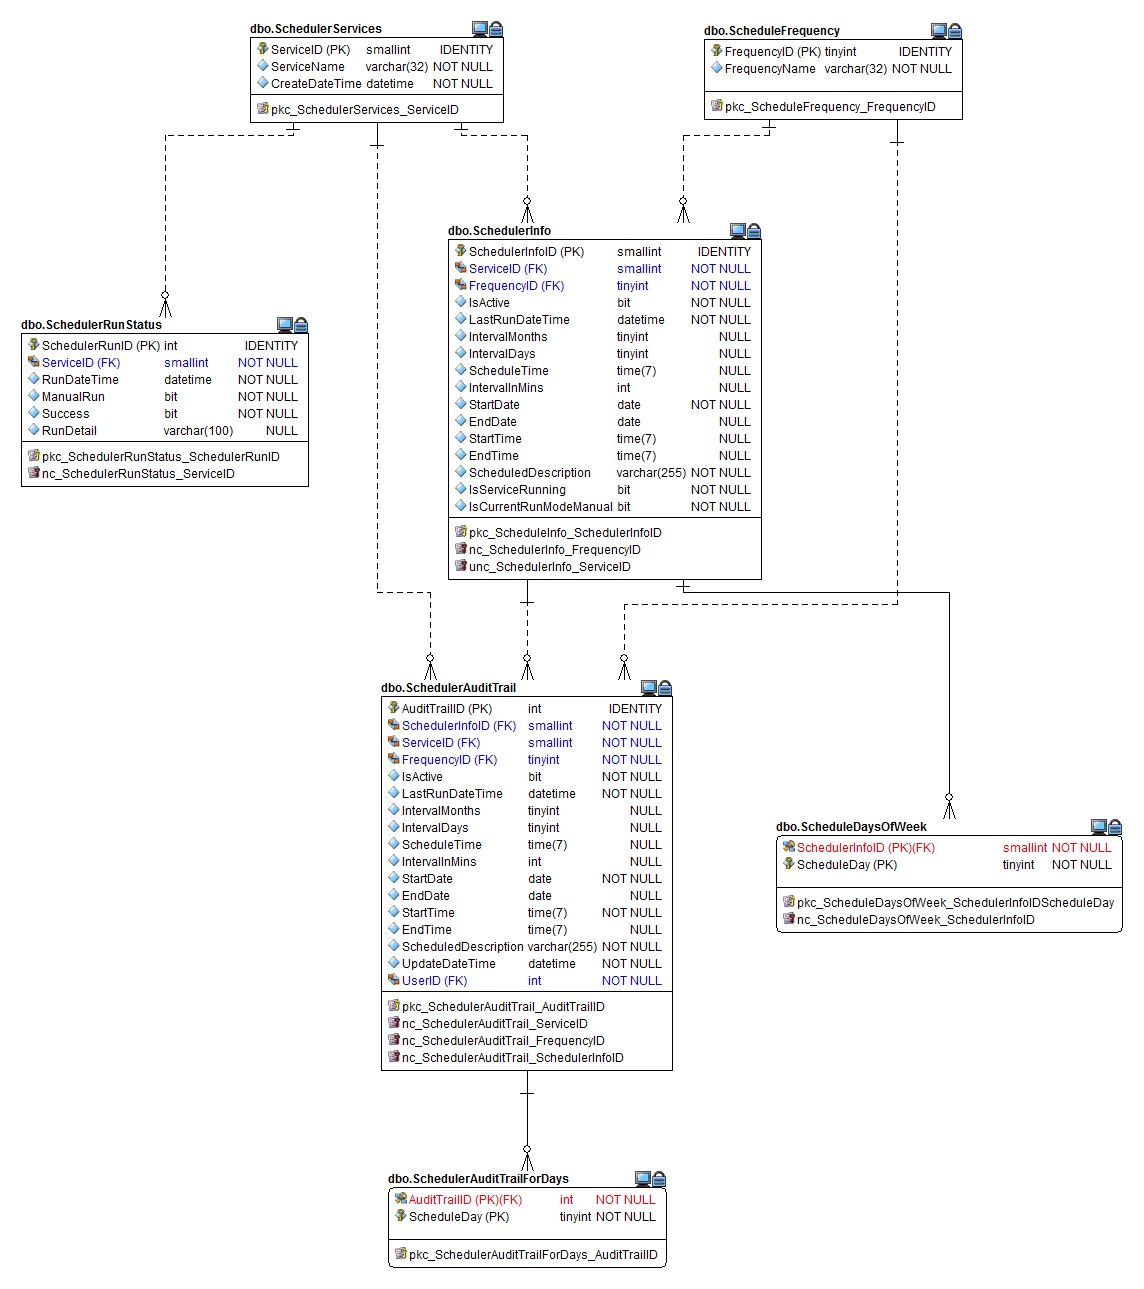 dbo.SchedulerServices
ServiceID (PK) smallint IDENTITY
ServiceName varchar(32) NOT NULL
CreateDateTime datetime NOT NULL
pkc_SchedulerServices_ServiceID
dbo.ScheduleFrequency
FrequencyID (PK) tinyint IDENTITY
FrequencyName varchar(32) NOT NULL
pkc_ScheduleFrequency_FrequencyID
dbo.SchedulerInfo
SchedulerInfoID (PK) smallint IDENTITY
ServiceID (FK) smallint NOT NULL
FrequencyID (FK) tinyint NOT NULL
IsActive bit NOT NULL
LastRunDateTime datetime NOT NULL
IntervalMonths tinyint NULL
IntervalDays tinyint NULL
ScheduleTime time(7) NULL
IntervalInMins int NULL
StartDate date NOT NULL
EndDate date NULL
StartTime time(7) NULL
EndTime time(7) NULL
ScheduledDescription varchar(255) NOT NULL
IsServiceRunning bit NOT NULL
IsCurrentRunModeManual bit NOT NULL
pkc_ScheduleInfo_SchedulerInfoID
nc_SchedulerInfo_FrequencyID
unc_SchedulerInfo_ServiceID
dbo.SchedulerRunStatus
SchedulerRunID (PK) int IDENTITY
ServiceID (FK) smallint NOT NULL
RunDateTime datetime NOT NULL
ManualRun bit NOT NULL
Success bit NOT NULL
RunDetail varchar(100) NULL
pkc_SchedulerRunStatus_SchedulerRunID
nc_SchedulerRunStatus_ServiceID
dbo.SchedulerAuditTrail
AuditTrailID (PK) int IDENTITY
SchedulerInfoID (FK) smallint NOT NULL
ServiceID (FK) smallint NOT NULL
FrequencyID (FK) tinyint NOT NULL
IsActive bit NOT NULL
LastRunDateTime datetime NOT NULL
IntervalMonths tinyint NULL
IntervalDays tinyint NULL
ScheduleTime time(7) NULL
IntervalInMins int NULL
StartDate date NOT NULL
EndDate date NULL
StartTime time(7) NOT NULL
EndTime time(7) NULL
ScheduledDescription varchar(255) NOT NULL
UpdateDateTime datetime NOT NULL
UserID (FK) int NOT NULL
pkc_SchedulerAuditTrail_AuditTrailID
nc_SchedulerAuditTrail_ServiceID
nc_SchedulerAuditTrail_FrequencyID
nc_SchedulerAuditTrail_SchedulerInfoID
dbo.ScheduleDaysOfWeek
SchedulerInfoID (PK)(FK) smallint NOT NULL
ScheduleDay (PK) tinyint NOT NULL
pkc_ScheduleDaysOfWeek_SchedulerInfoIDScheduleDay
nc_ScheduleDaysOfWeek_SchedulerInfoID
dbo.SchedulerAuditTrailForDays
AuditTrailID (PK)(FK) int NOT NULL
ScheduleDay (PK) tinyint NOT NULL
pkc_SchedulerAuditTrailForDays_AuditTrailID